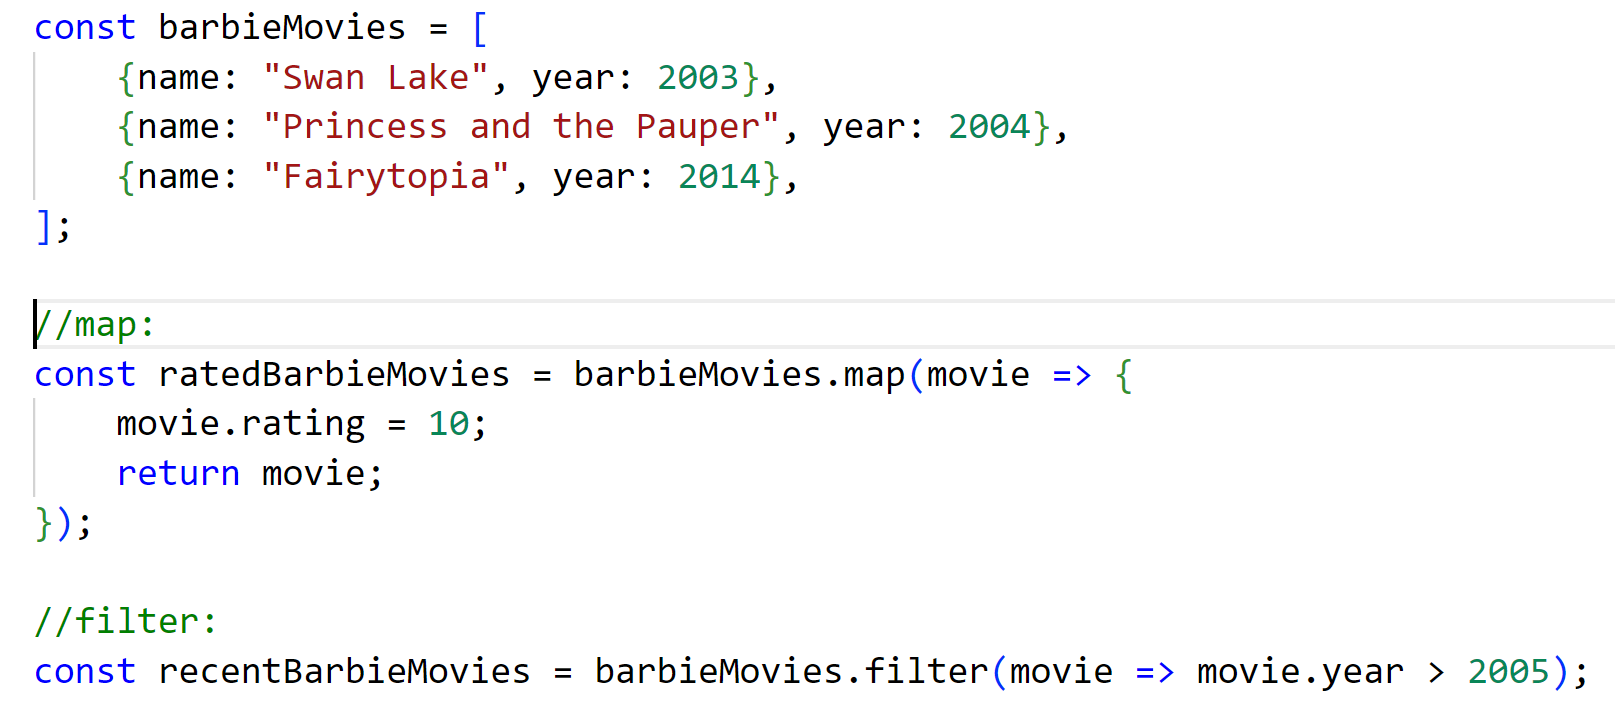 const barbieMovies = [
    {name: "Swan Lake", year: 2003},
    {name: "Princess and the Pauper", year: 2004},
    {name: "Fairytopia", year: 2014},
];
//map:
const ratedBarbieMovies = barbieMovies.map(movie => {
    movie.rating = 10;
    return movie;
});
//filter:
const recentBarbieMovies = barbieMovies.filter(movie => movie.year > 2005);